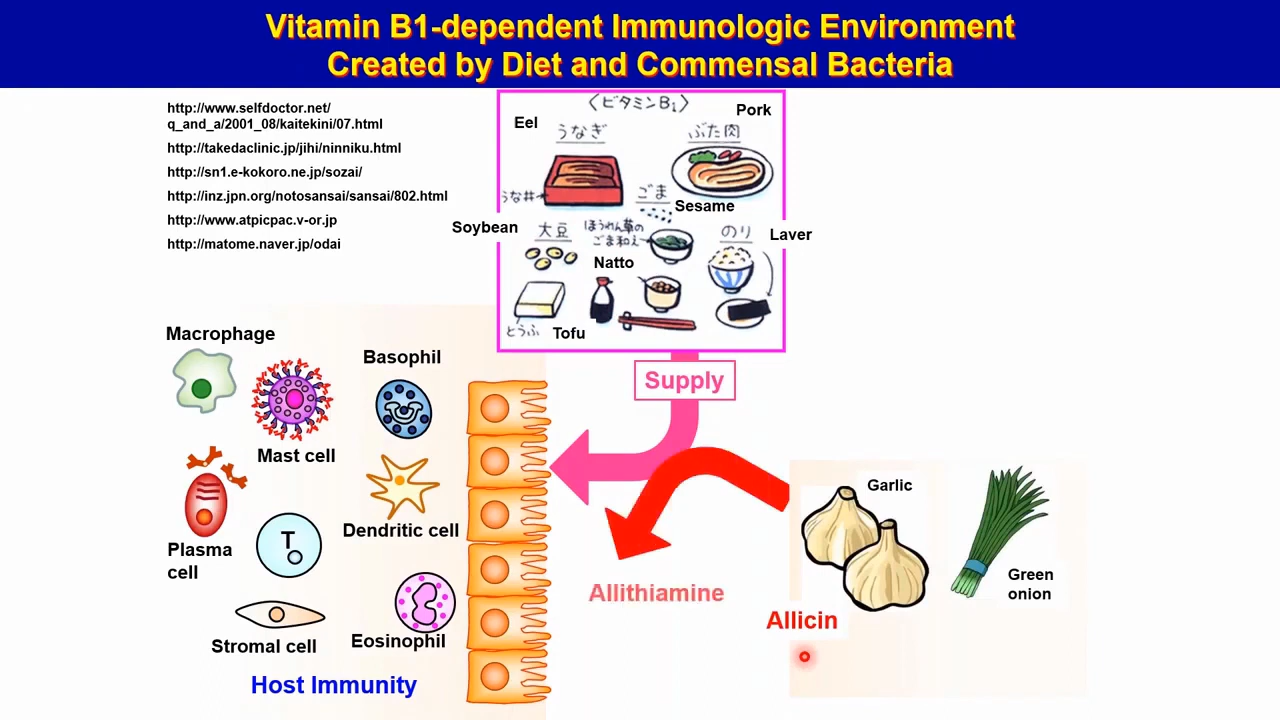 Vitamin B1-dependent Immunologic Environment
Created by Diet and Commensal Bacteria
http://www.selfdoctor.net/
q_and_a/2001_08/kaitekini/07.html
http://takedaclinic.jp/jihi/ninniku.html
http://sn1.e-kokoro.ne.jp/sozai/
http://inz.jpn.org/notosansai/sansai/802.html
http://www.atpicpac.v-or.jp
http://matome.naver.jp/odai
〈ビタミンB₁〉
Eel
うなぎ
Pork
ぶた肉
うな丼
ごま
Sesame
Soybean
大豆
ほうれん草の
ごま和え
のり
Laver
Natto
とうふ
Tofu
Supply
Macrophage
Mast cell
Basophil
Plasma
cell
T
Dendritic cell
Stromal cell
Eosinophil
Host Immunity
Allithiamine
Garlic
Green
onion
Allicin